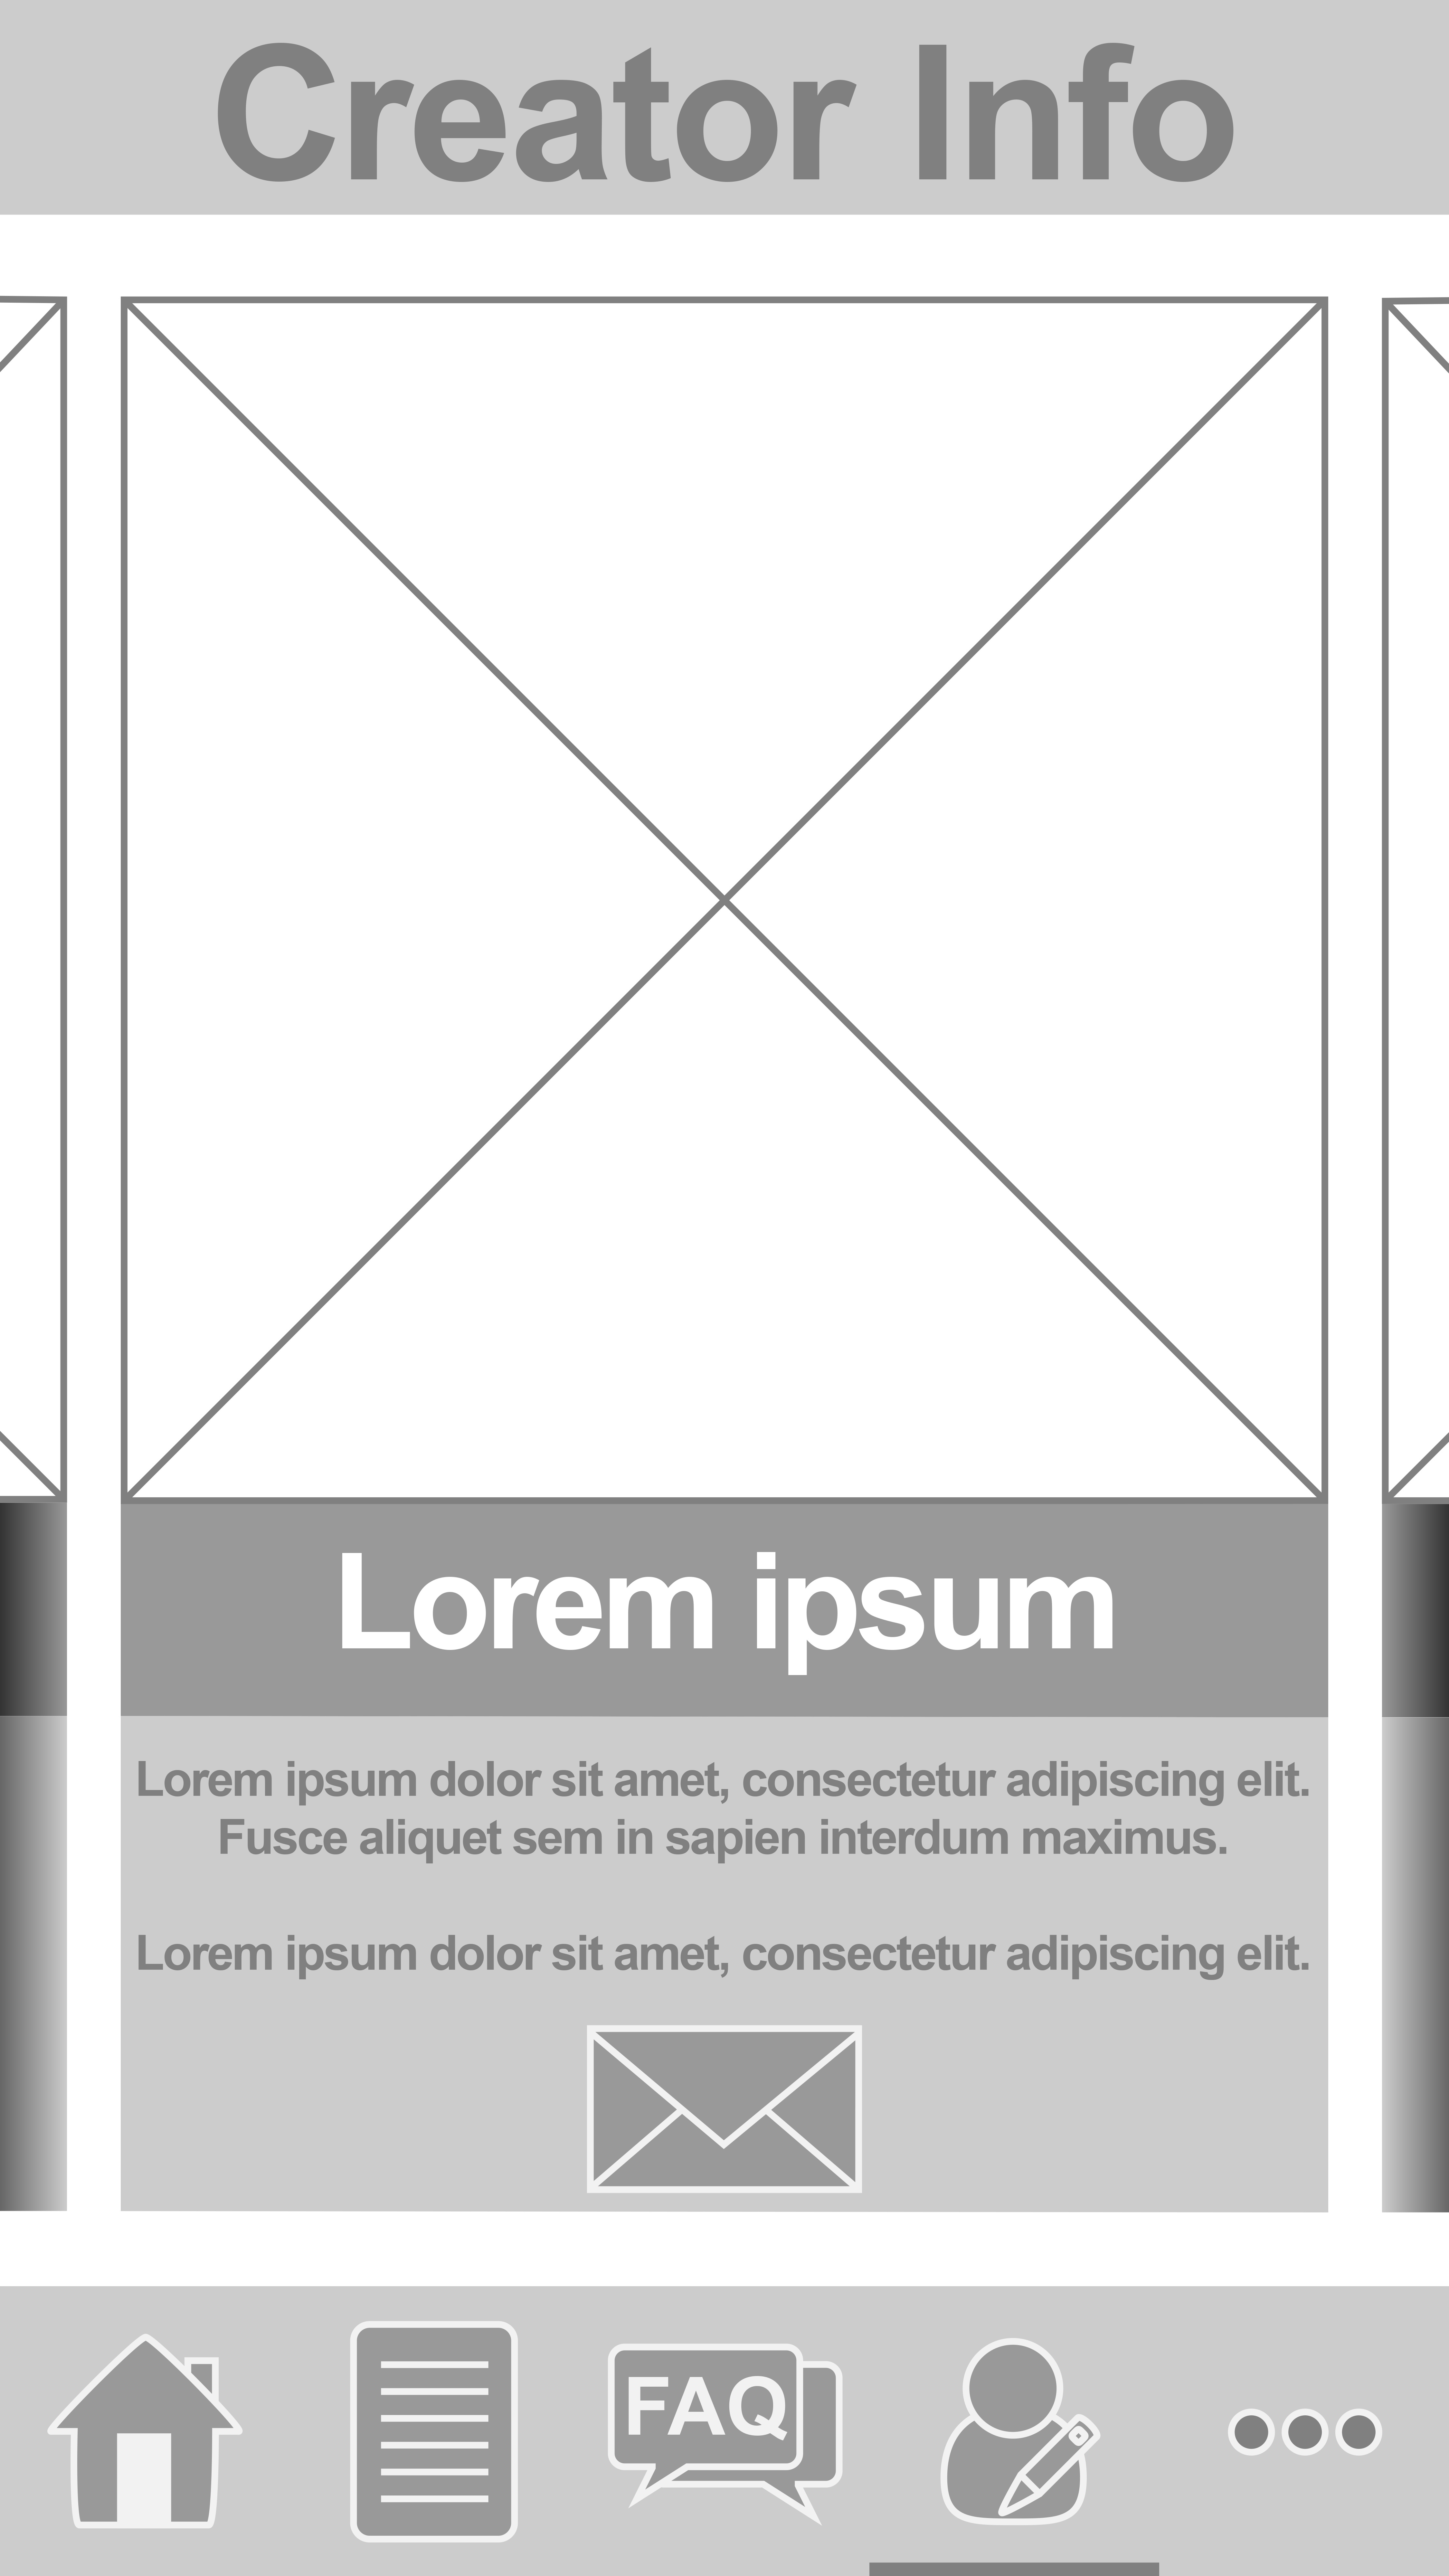 Creator Info
Lorem ipsum
Lorem ipsum dolor sit amet, consectetur adipiscing elit.
Fusce aliquet sem in sapien interdum maximus.
Lorem ipsum dolor sit amet, consectetur adipiscing elit.
FAQ